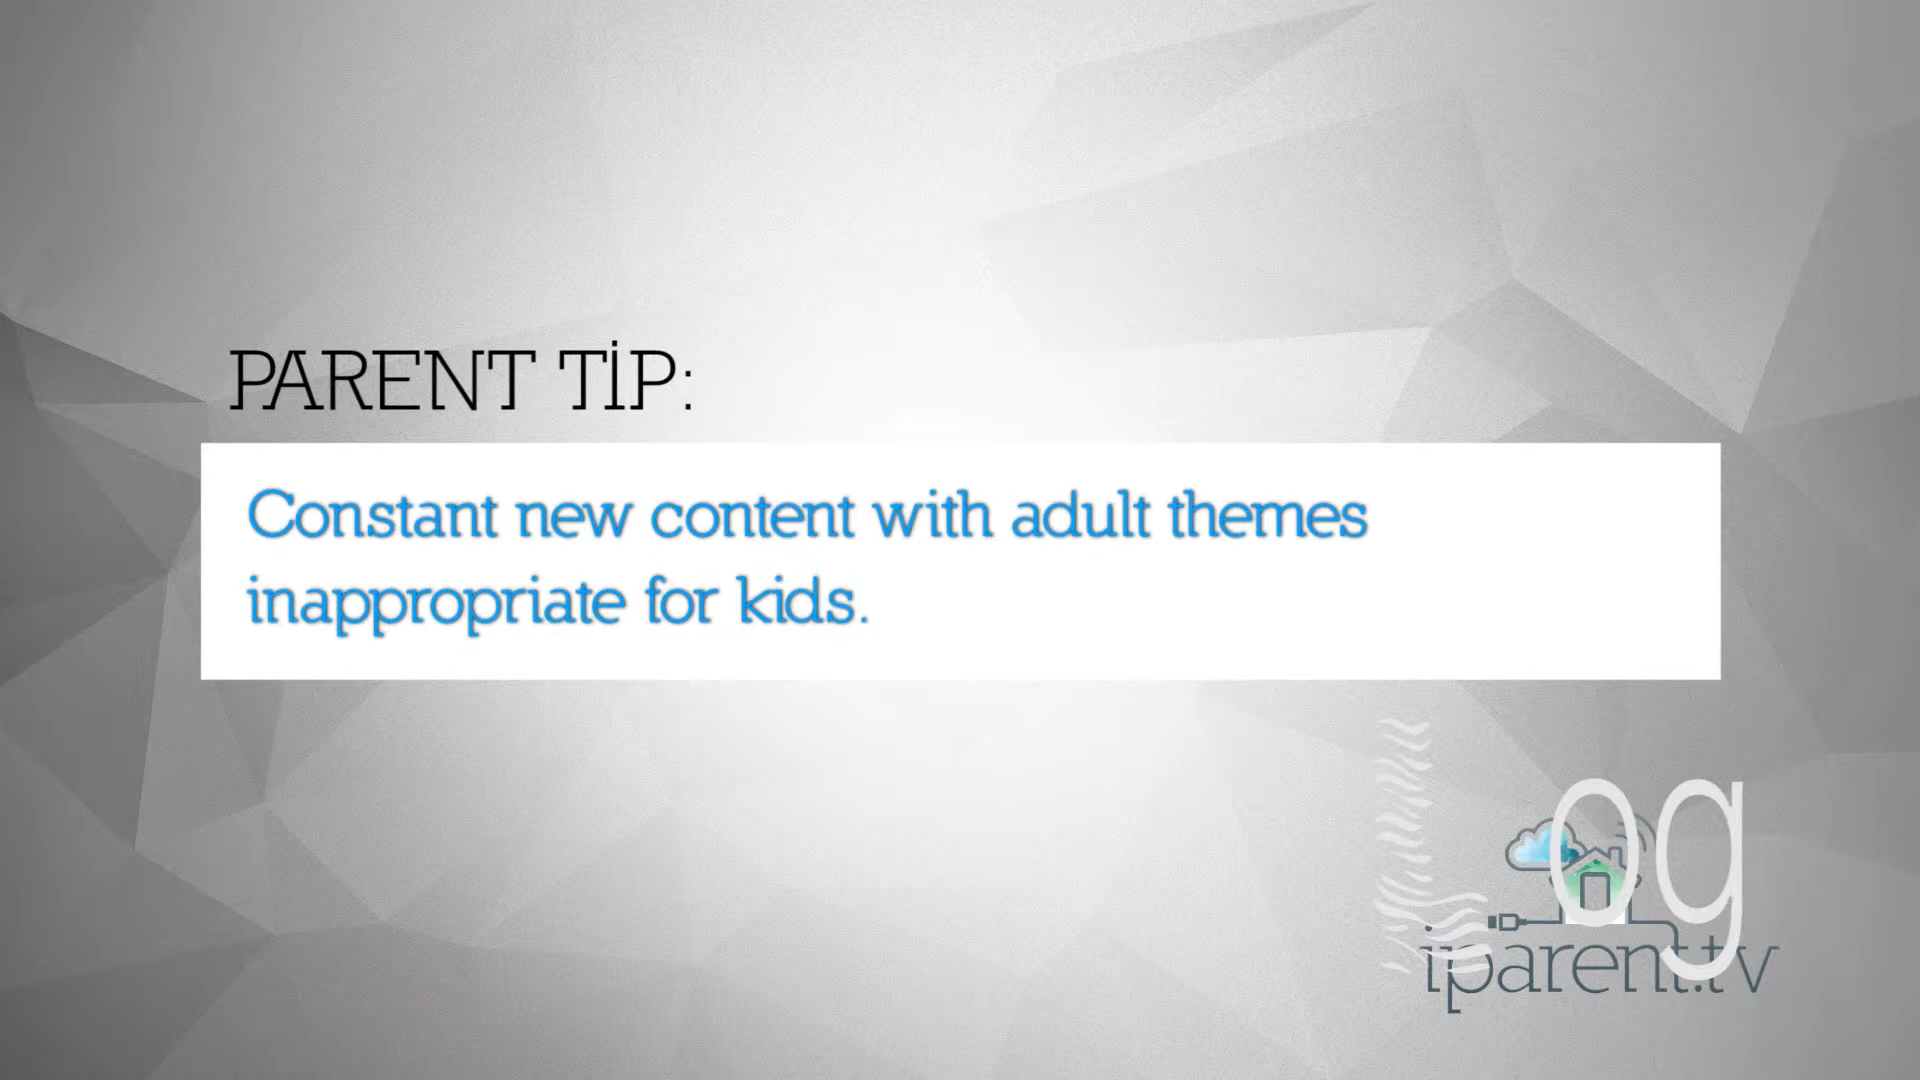 PARENT TİP:
Constant new content with adult themes
inappropriate for kids.
og
iparent.tv